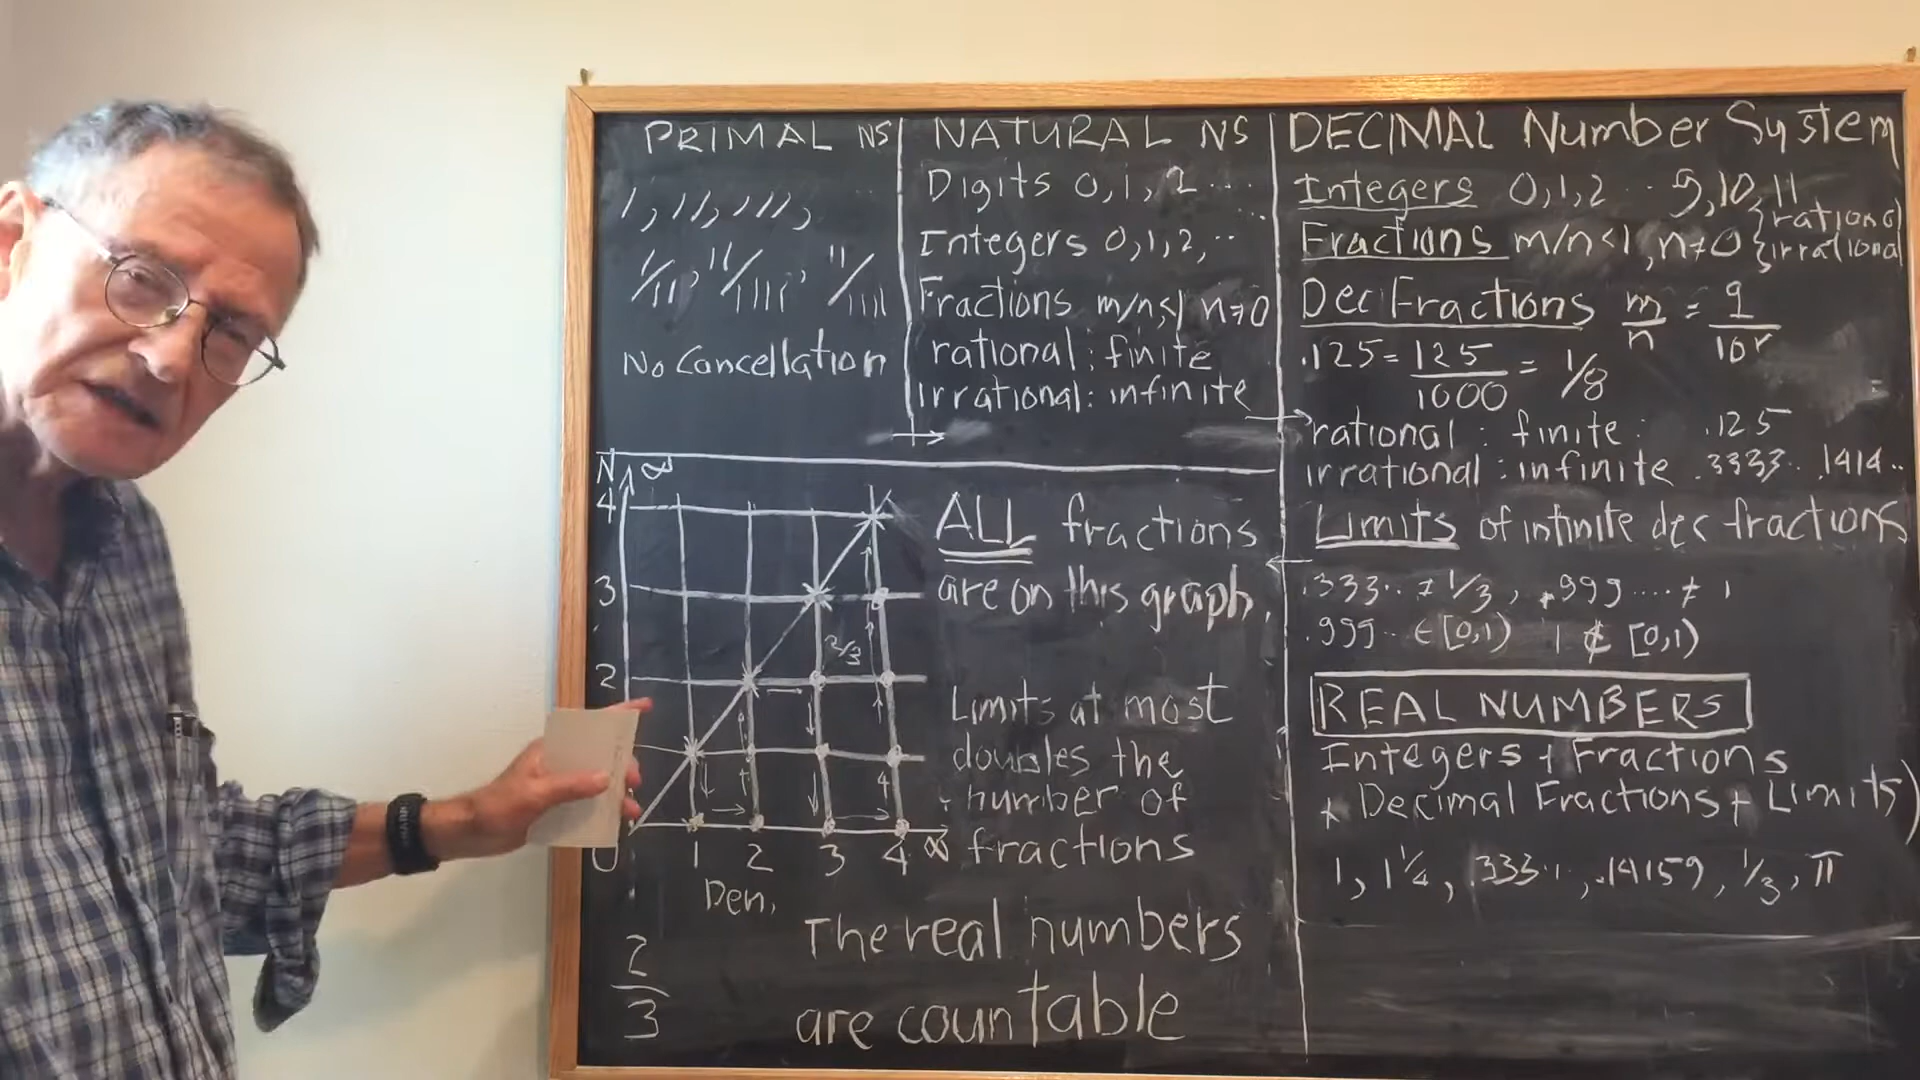 PRIMAL NS
No Cancellation
NATURAL NS
Digits 0,1,2....
Integers 0,1,2,..
Fractions m/n<1 n≠0
rational: finite
irrational: infinite
DECIMAL Number System
Integers 0,1,2 .. 9,10,11
Fractions m/n<1, n≠0 { rational
{ irrational
Dec Fractions m/n =
.125 = 125/1000 = 1/8
rational: finite: .125
irrational: infinite .3333.. .1414..
Limits of infinite dec fractions
.333.. ≠ 1/3, .999.... ≠ 1
.999.. ∈ [0,1) 1 ∉ [0,1)
REAL NUMBERS
Integers + Fractions
+ Decimal Fractions + Limits)
1, 1 1/4, .333.., .14159, 1/3, π
N ∞
4
3
2
2/3
0 1 2 3 4 ∞
Den.
ALL fractions
are on this graph.
Limits at most
doubles the
number of
fractions
2/3
The real numbers
are countable